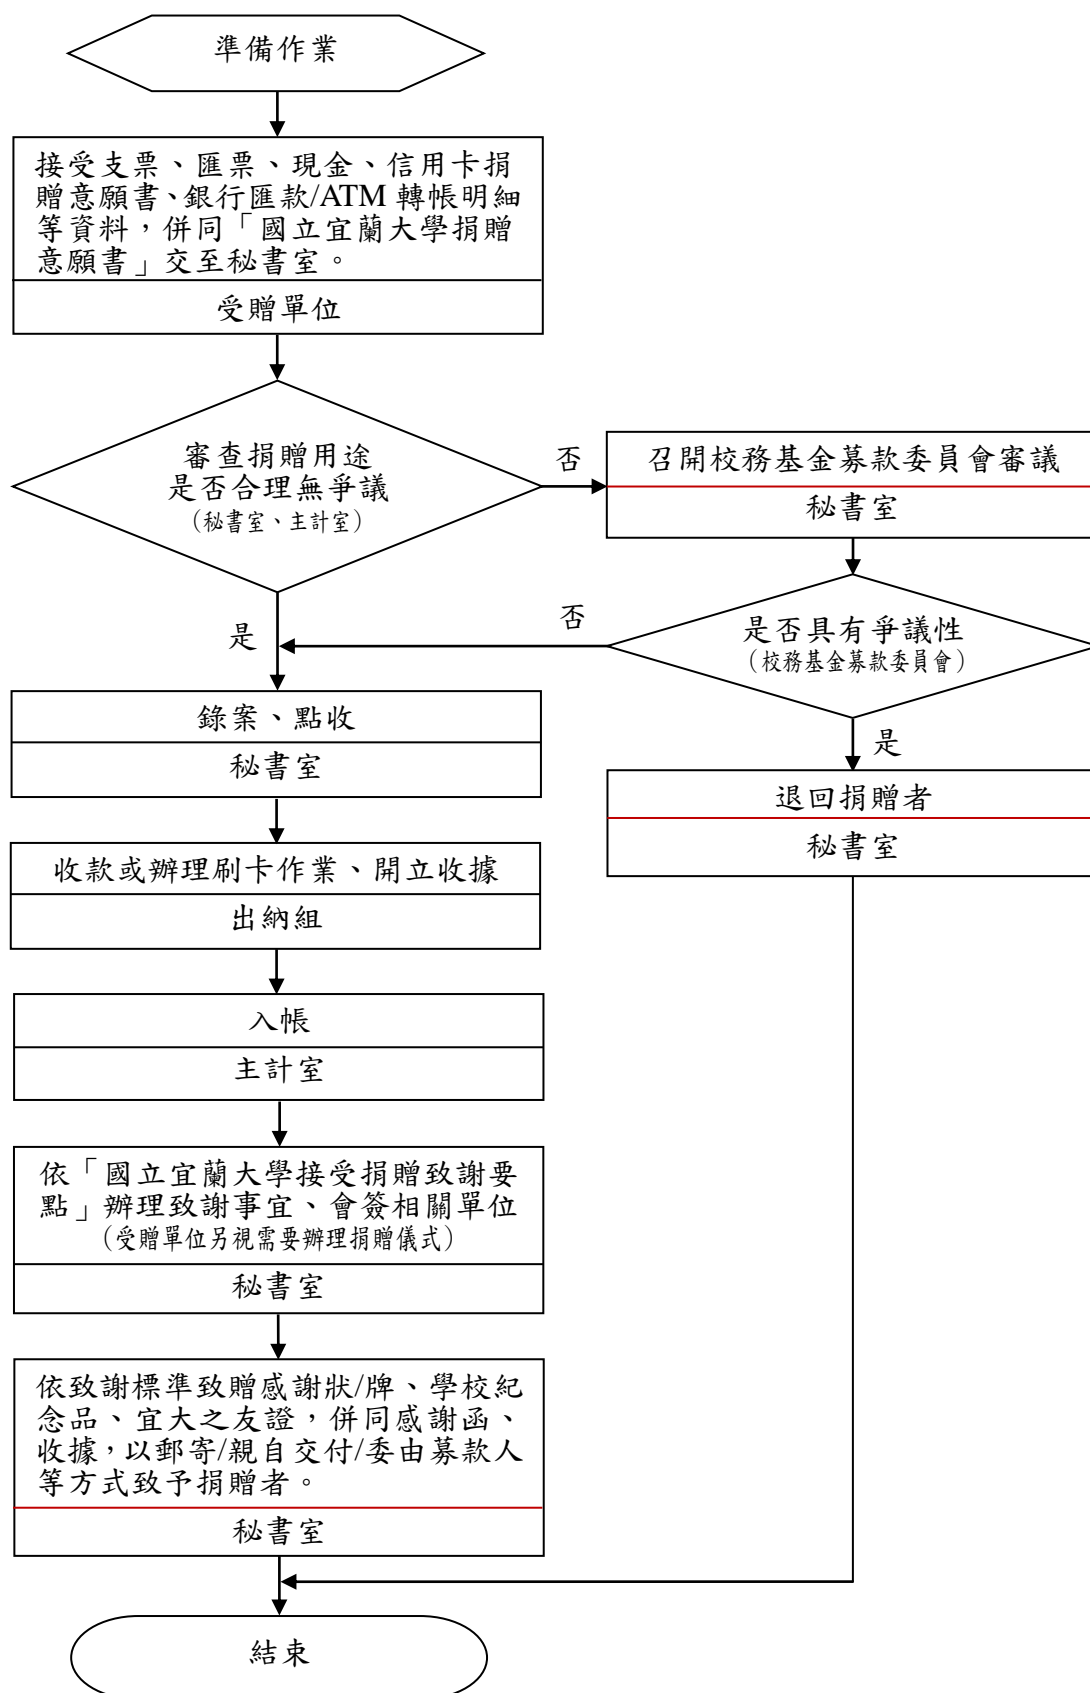 準備作業
接受支票、匯票、現金、信用卡捐
贈意願書、銀行匯款/ATM 轉帳明細
等資料，併同「國立宜蘭大學捐贈
意願書」交至秘書室。
受贈單位
審查捐贈用途
是否合理無爭議
（秘書室、主計室）
否
召開校務基金募款委員會審議
秘書室
是
否
是否具有爭議性
（校務基金募款委員會）
是
錄案、點收
秘書室
退回捐贈者
秘書室
收款或辦理刷卡作業、開立收據
出納組
入帳
主計室
依「國立宜蘭大學接受捐贈致謝要
點」辦理致謝事宜、會簽相關單位
（受贈單位另視需要辦理捐贈儀式）
秘書室
依致謝標準致贈感謝狀/牌、學校紀
念品、宜大之友證，併同感謝函、
收據，以郵寄/親自交付/委由募款人
等方式致予捐贈者。
秘書室
結束